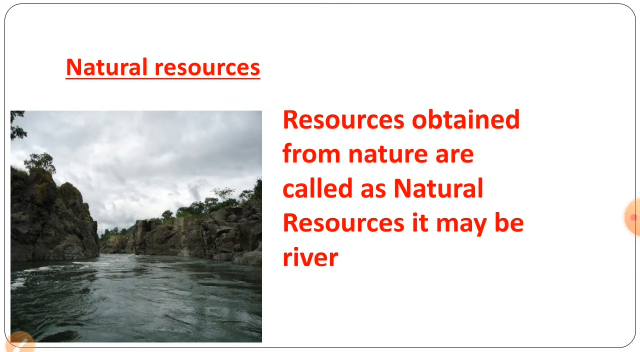 Natural resources
Resources obtained
from nature are
called as Natural
Resources it may be
river